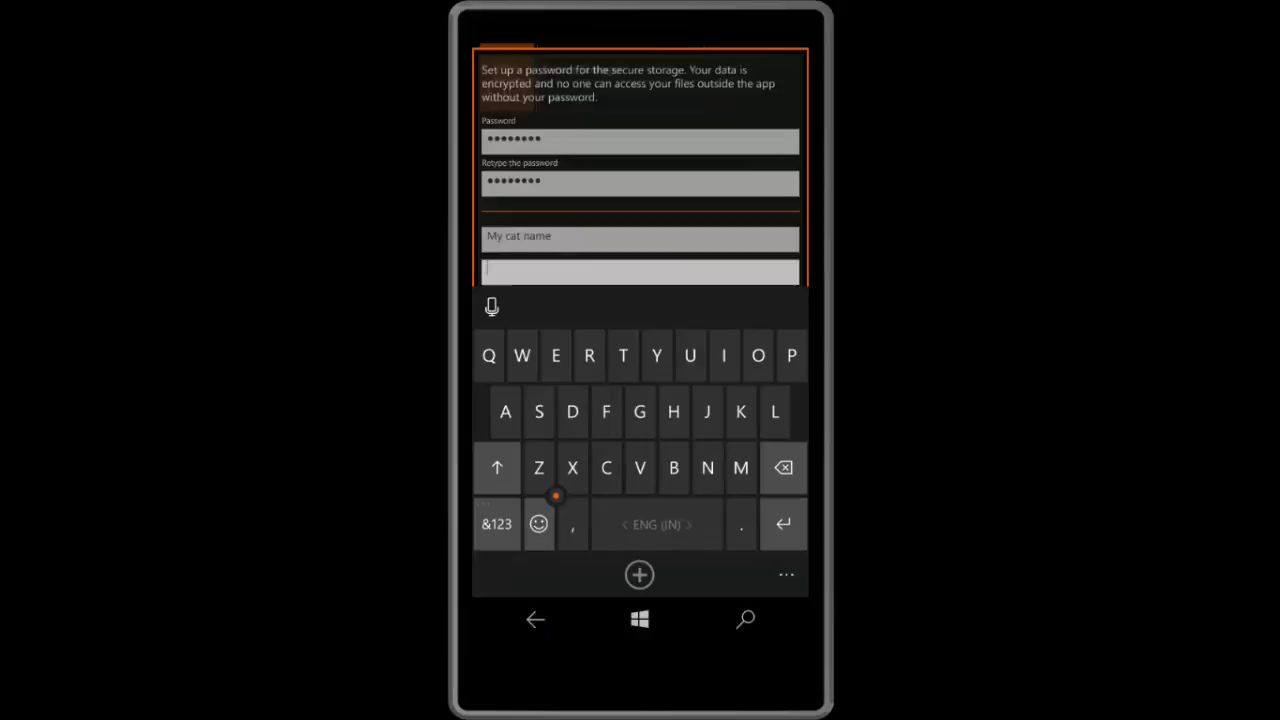 Set up a password for the secure storage. Your data is
encrypted and no one can access your files outside the app
without your password.
Password
••••••••
Retype the password
••••••••
My cat name
Q W E R T Y U I O P
A S D F G H J K L
Z X C V B N M
&123 , < ENG (IN) > .